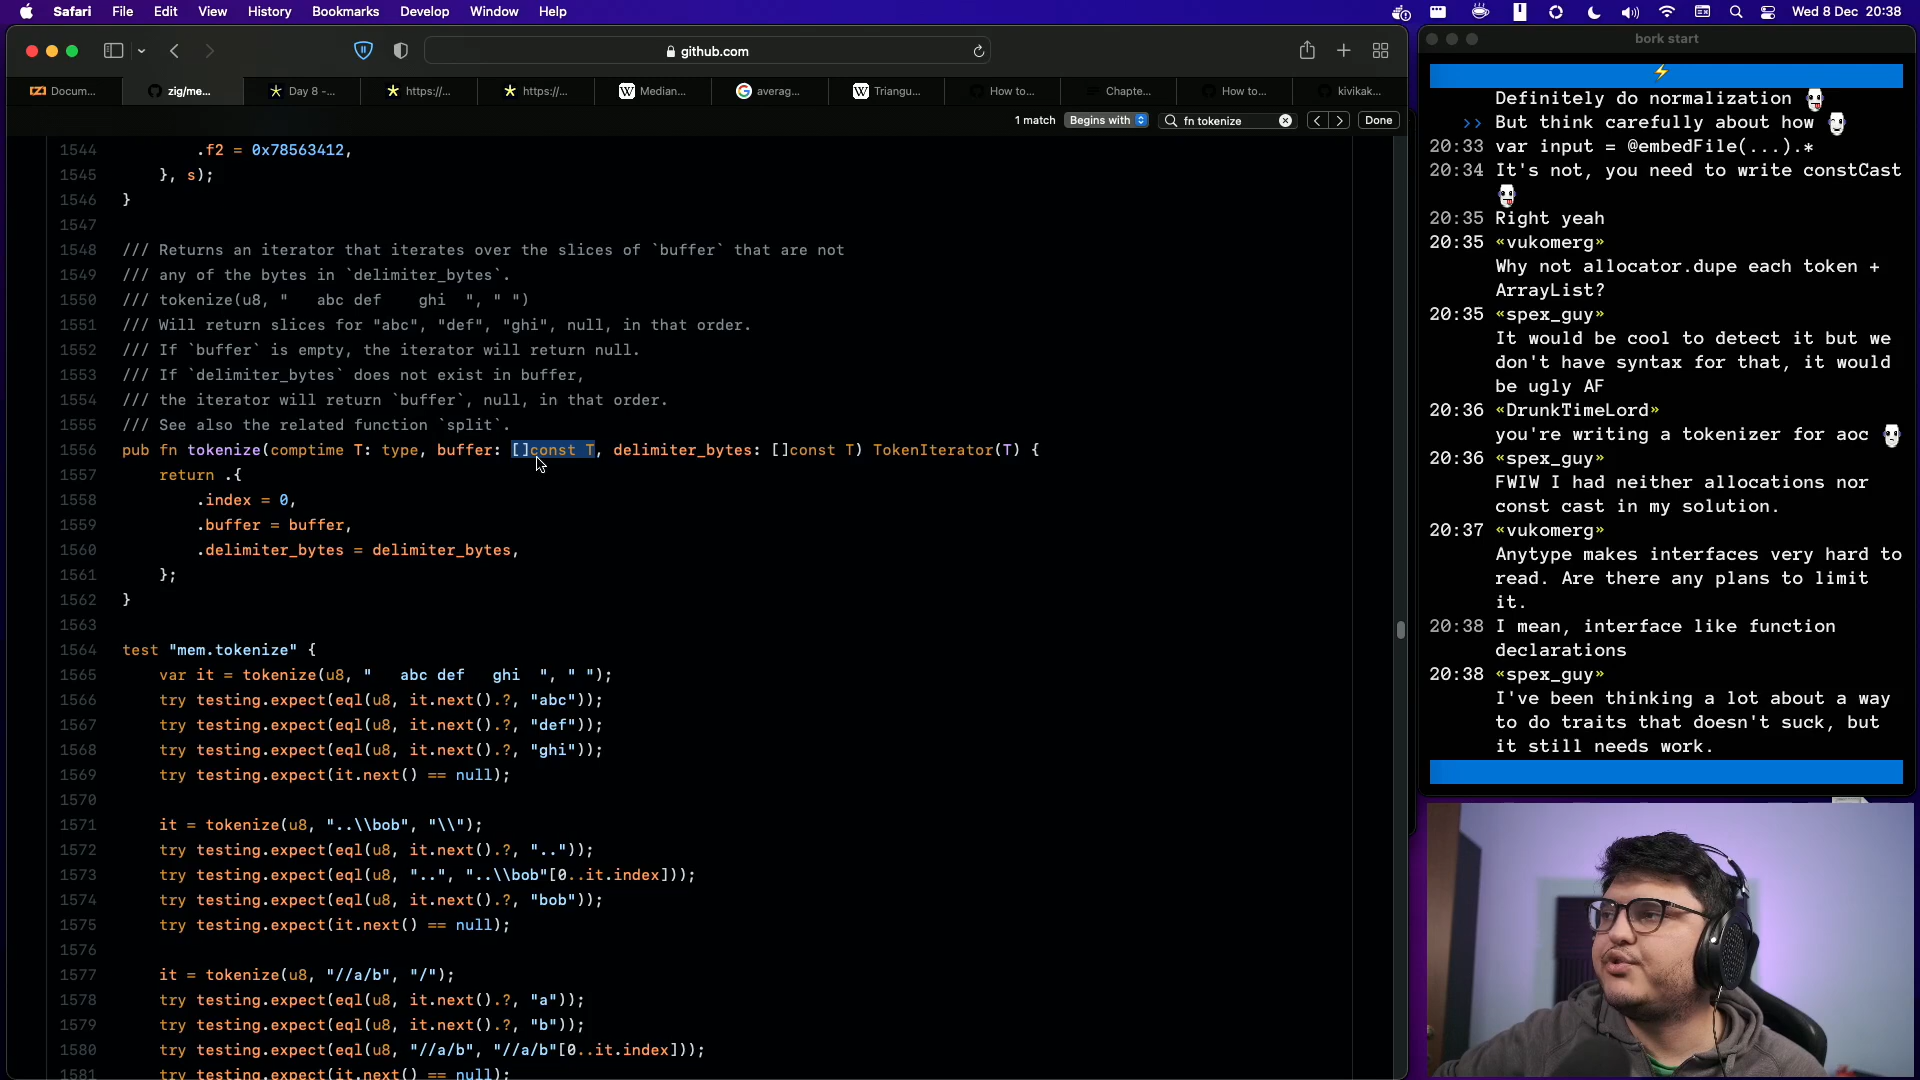 Safari File Edit View History Bookmarks Develop Window Help
Wed 8 Dec 20:38
github.com
Docum...
zig/me...
Day 8 -...
https://...
https://...
Median...
averag...
Triangu...
How to...
Chapte...
How to...
kivikak...
1 match Begins with fn tokenize Done
1544 .f2 = 0x78563412,
1545 }, s);
1546 }
1547
1548 /// Returns an iterator that iterates over the slices of `buffer` that are not
1549 /// any of the bytes in `delimiter_bytes`.
1550 /// tokenize(u8, "   abc def    ghi  ", " ")
1551 /// Will return slices for "abc", "def", "ghi", null, in that order.
1552 /// If `buffer` is empty, the iterator will return null.
1553 /// If `delimiter_bytes` does not exist in buffer,
1554 /// the iterator will return `buffer`, null, in that order.
1555 /// See also the related function `split`.
1556 pub fn tokenize(comptime T: type, buffer: []const T, delimiter_bytes: []const T) TokenIterator(T) {
1557 return .{
1558 .index = 0,
1559 .buffer = buffer,
1560 .delimiter_bytes = delimiter_bytes,
1561 };
1562 }
1563
1564 test "mem.tokenize" {
1565 var it = tokenize(u8, "   abc def   ghi  ", " ");
1566 try testing.expect(eql(u8, it.next().?, "abc"));
1567 try testing.expect(eql(u8, it.next().?, "def"));
1568 try testing.expect(eql(u8, it.next().?, "ghi"));
1569 try testing.expect(it.next() == null);
1570
1571 it = tokenize(u8, "..\\bob", "\\");
1572 try testing.expect(eql(u8, it.next().?, ".."));
1573 try testing.expect(eql(u8, "..", "..\\bob"[0..it.index]));
1574 try testing.expect(eql(u8, it.next().?, "bob"));
1575 try testing.expect(it.next() == null);
1576
1577 it = tokenize(u8, "//a/b", "/");
1578 try testing.expect(eql(u8, it.next().?, "a"));
1579 try testing.expect(eql(u8, it.next().?, "b"));
1580 try testing.expect(eql(u8, "//a/b", "//a/b"[0..it.index]));
1581 try testing.expect(it.next() == null);
bork start
Definitely do normalization
>> But think carefully about how
20:33 var input = @embedFile(...).*
20:34 It's not, you need to write constCast
20:35 Right yeah
20:35 «vukomerg»
Why not allocator.dupe each token +
ArrayList?
20:35 «spex_guy»
It would be cool to detect it but we
don't have syntax for that, it would
be ugly AF
20:36 «DrunkTimeLord»
you're writing a tokenizer for aoc
20:36 «spex_guy»
FWIW I had neither allocations nor
const cast in my solution.
20:37 «vukomerg»
Anytype makes interfaces very hard to
read. Are there any plans to limit
it.
20:38 I mean, interface like function
declarations
20:38 «spex_guy»
I've been thinking a lot about a way
to do traits that doesn't suck, but
it still needs work.